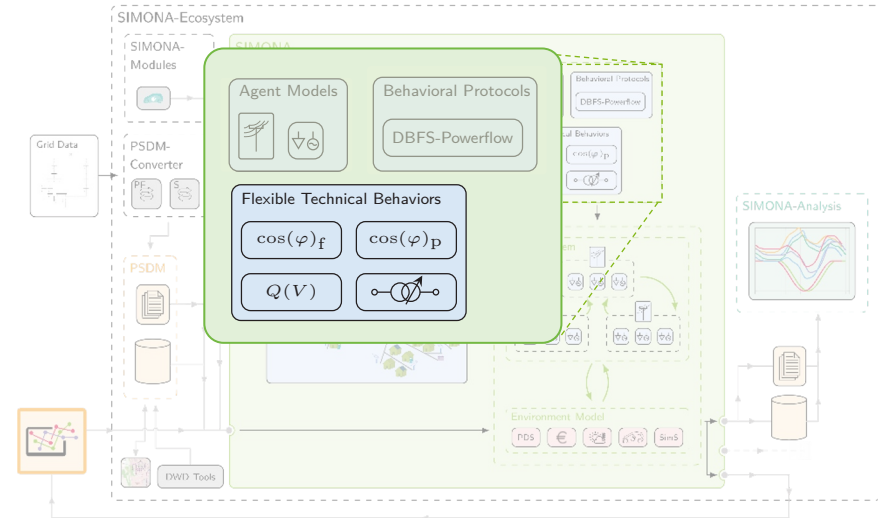 SIMONA-Ecosystem
SIMONA-
Modules
SIMONA
Grid Data
PSDM-
Converter
PF
S
PSDM
DWD Tools
Agent Models
Behavioral Protocols
DBFS-Powerflow
Flexible Technical Behaviors
cos(φ)f
cos(φ)p
Q(V)
Behavioral Protocols
DBFS-Powerflow
Behaviors
cos(φ)p
Environment Model
PDS
€
SimS
SIMONA-Analysis